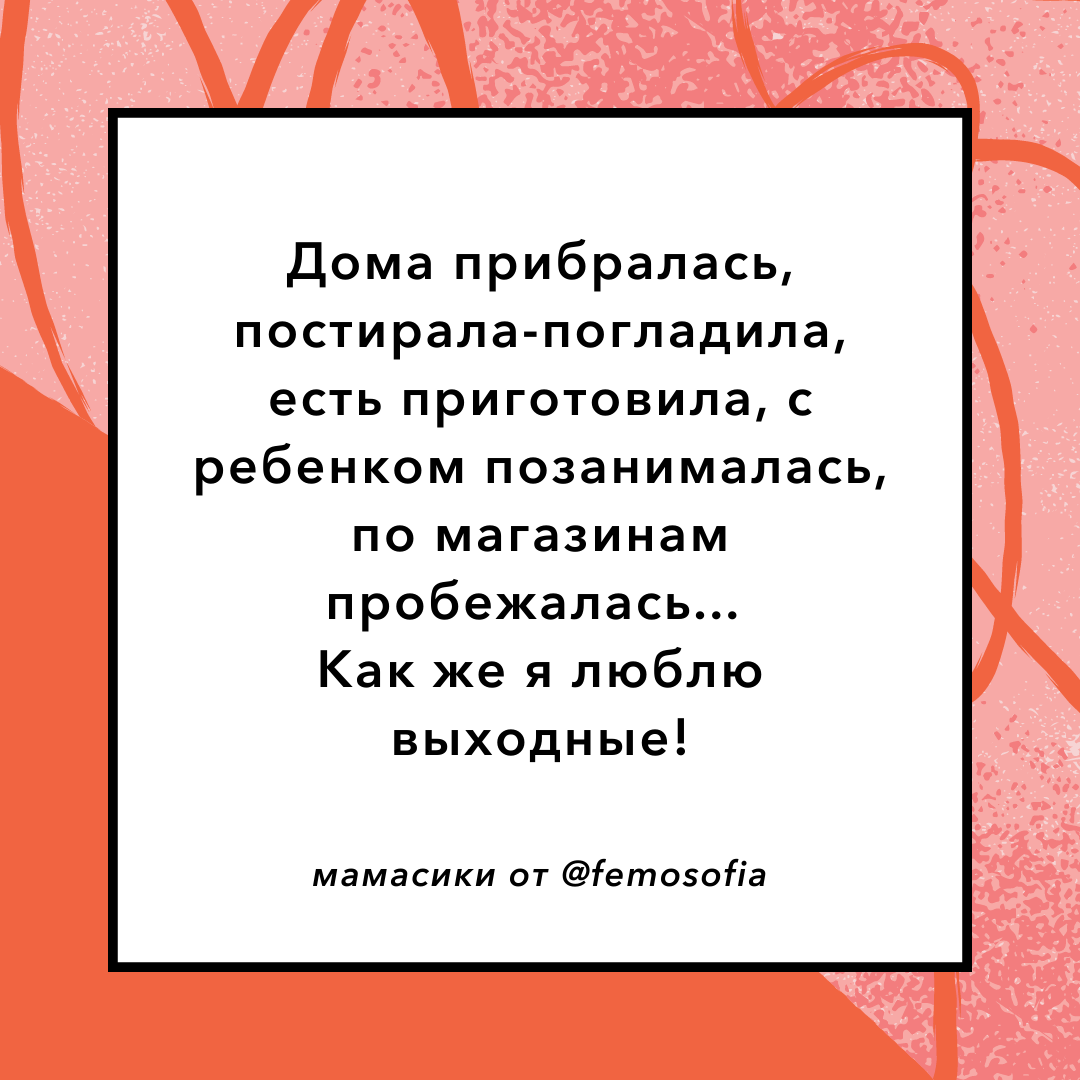 Дома прибралась,
постирала-погладила,
есть приготовила, с
ребенком позанималась,
по магазинам
пробежалась...
Как же я люблю
выходные!
мамасики от @femosofia